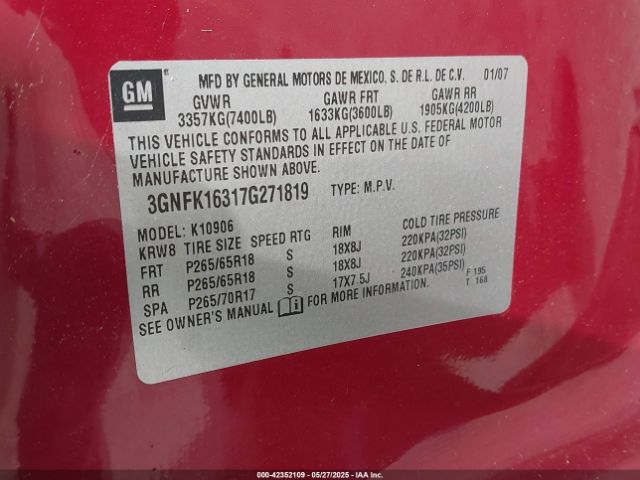 GM
®
MFD BY GENERAL MOTORS DE MEXICO, S. DE R.L. DE C.V. 01/07
GVWR GAWR FRT GAWR RR
3357KG(7400LB) 1633KG(3600LB) 1905KG(4200LB)
THIS VEHICLE CONFORMS TO ALL APPLICABLE U.S. FEDERAL MOTOR
VEHICLE SAFETY STANDARDS IN EFFECT ON THE DATE OF
MANUFACTURE SHOWN ABOVE.
3GNFK16317G271819 TYPE: M.P.V.
MODEL: K10906
KRW8 TIRE SIZE SPEED RTG RIM COLD TIRE PRESSURE
FRT P265/65R18 S 18X8J 220KPA(32PSI)
RR P265/65R18 S 18X8J 220KPA(32PSI)
SPA P265/70R17 S 17X7.5J 240KPA(35PSI)
SEE OWNER'S MANUAL FOR MORE INFORMATION.
F 195
T 168
000-42352109 - 05/27/2025 - IAAI.COM